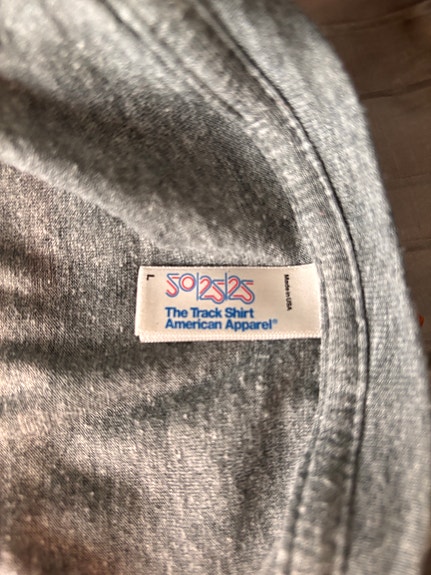 L
50|25|25
Made in USA
The Track Shirt
American Apparel®